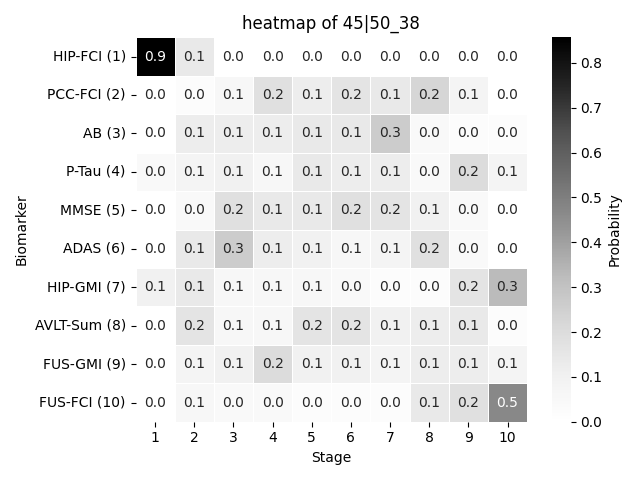 heatmap of 45|50_38
HIP-FCI (1) 0.9 0.1 0.0 0.0 0.0 0.0 0.0 0.0 0.0 0.0
PCC-FCI (2) 0.0 0.0 0.1 0.2 0.1 0.2 0.1 0.2 0.1 0.0
AB (3) 0.0 0.1 0.1 0.1 0.1 0.1 0.3 0.0 0.0 0.0
P-Tau (4) 0.0 0.1 0.1 0.1 0.1 0.1 0.1 0.0 0.2 0.1
MMSE (5) 0.0 0.0 0.2 0.1 0.1 0.2 0.2 0.1 0.0 0.0
ADAS (6) 0.0 0.1 0.3 0.1 0.1 0.1 0.1 0.2 0.0 0.0
HIP-GMI (7) 0.1 0.1 0.1 0.1 0.1 0.0 0.0 0.0 0.2 0.3
AVLT-Sum (8) 0.0 0.2 0.1 0.1 0.2 0.2 0.1 0.1 0.1 0.0
FUS-GMI (9) 0.0 0.1 0.1 0.2 0.1 0.1 0.1 0.1 0.1 0.1
FUS-FCI (10) 0.0 0.1 0.0 0.0 0.0 0.0 0.0 0.1 0.2 0.5
1 2 3 4 5 6 7 8 9 10
Stage
Biomarker
0.8
0.7
0.6
0.5
0.4
0.3
0.2
0.1
0.0
Probability